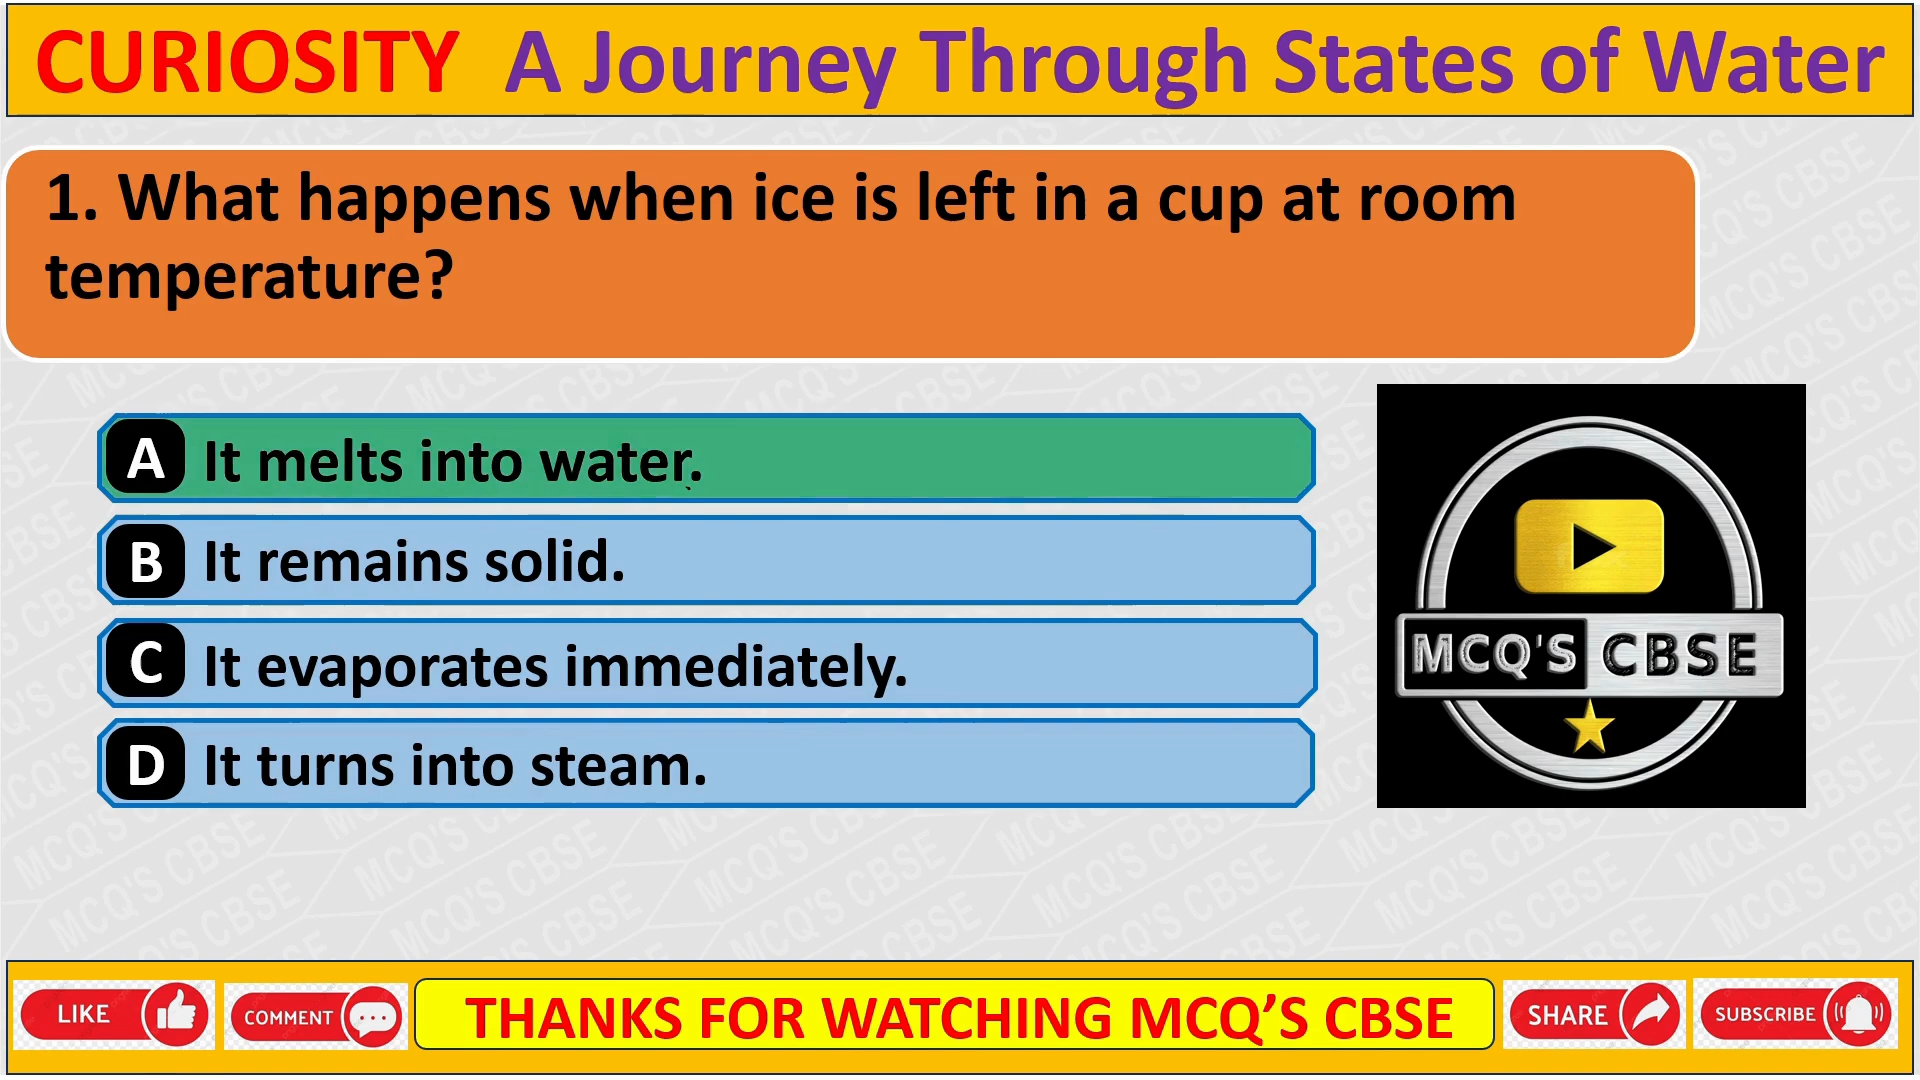 CURIOSITY A Journey Through States of Water
1. What happens when ice is left in a cup at room
temperature?
A It melts into water.
B It remains solid.
C It evaporates immediately.
D It turns into steam.
MCQ'S CBSE
LIKE
COMMENT
THANKS FOR WATCHING MCQ’S CBSE
SHARE
SUBSCRIBE